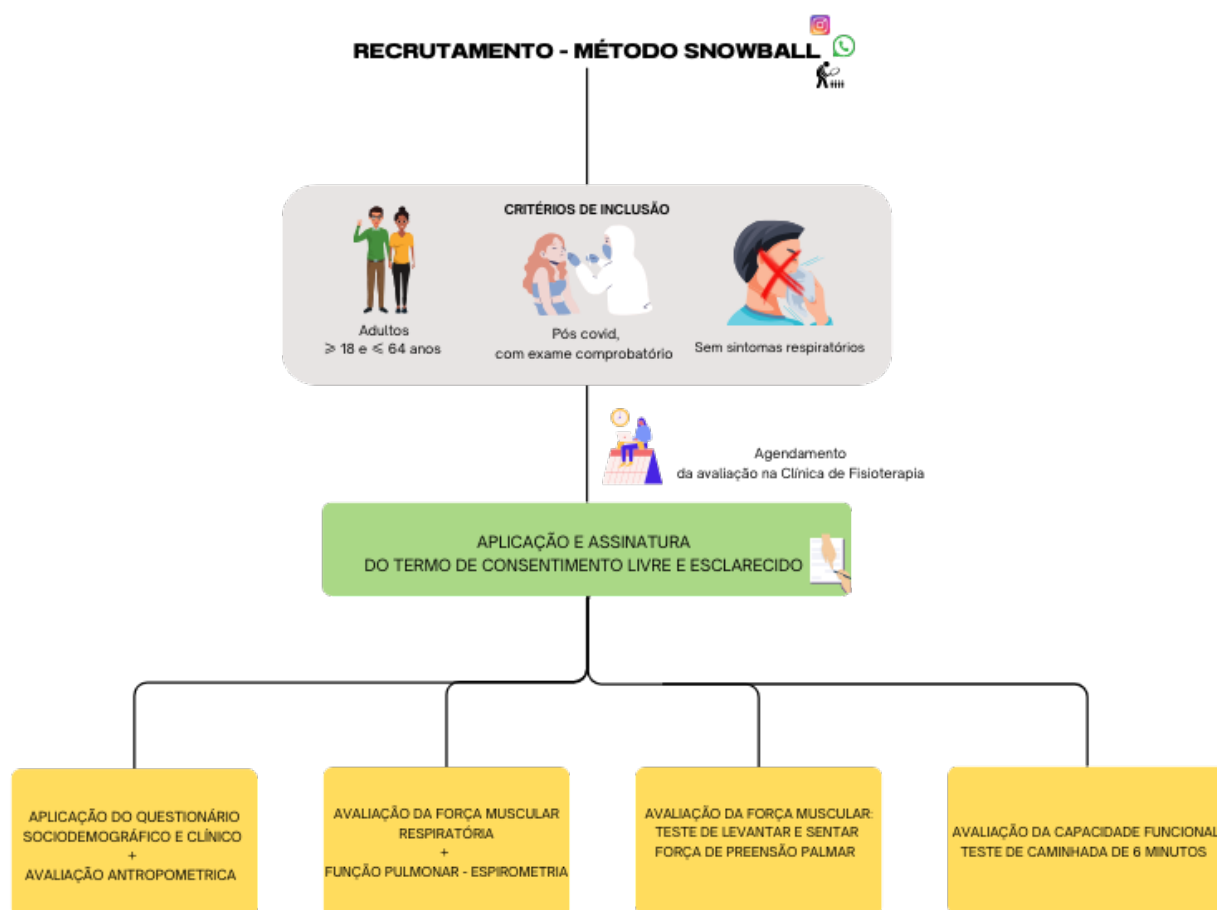 RECRUTAMENTO - MÉTODO SNOWBALL
CRITÉRIOS DE INCLUSÃO
Adultos
⩾ 18 e ⩽ 64 anos
Pós covid,
com exame comprobatório
Sem sintomas respiratórios
Agendamento
da avaliação na Clínica de Fisioterapia
APLICAÇÃO E ASSINATURA
DO TERMO DE CONSENTIMENTO LIVRE E ESCLARECIDO
APLICAÇÃO DO QUESTIONÁRIO
SOCIODEMOGRÁFICO E CLÍNICO
+
AVALIAÇÃO ANTROPOMETRICA
AVALIAÇÃO DA FORÇA MUSCULAR
RESPIRATÓRIA
+
FUNÇÃO PULMONAR - ESPIROMETRIA
AVALIAÇÃO DA FORÇA MUSCULAR:
TESTE DE LEVANTAR E SENTAR
FORÇA DE PREENSÃO PALMAR
AVALIAÇÃO DA CAPACIDADE FUNCIONAL
TESTE DE CAMINHADA DE 6 MINUTOS